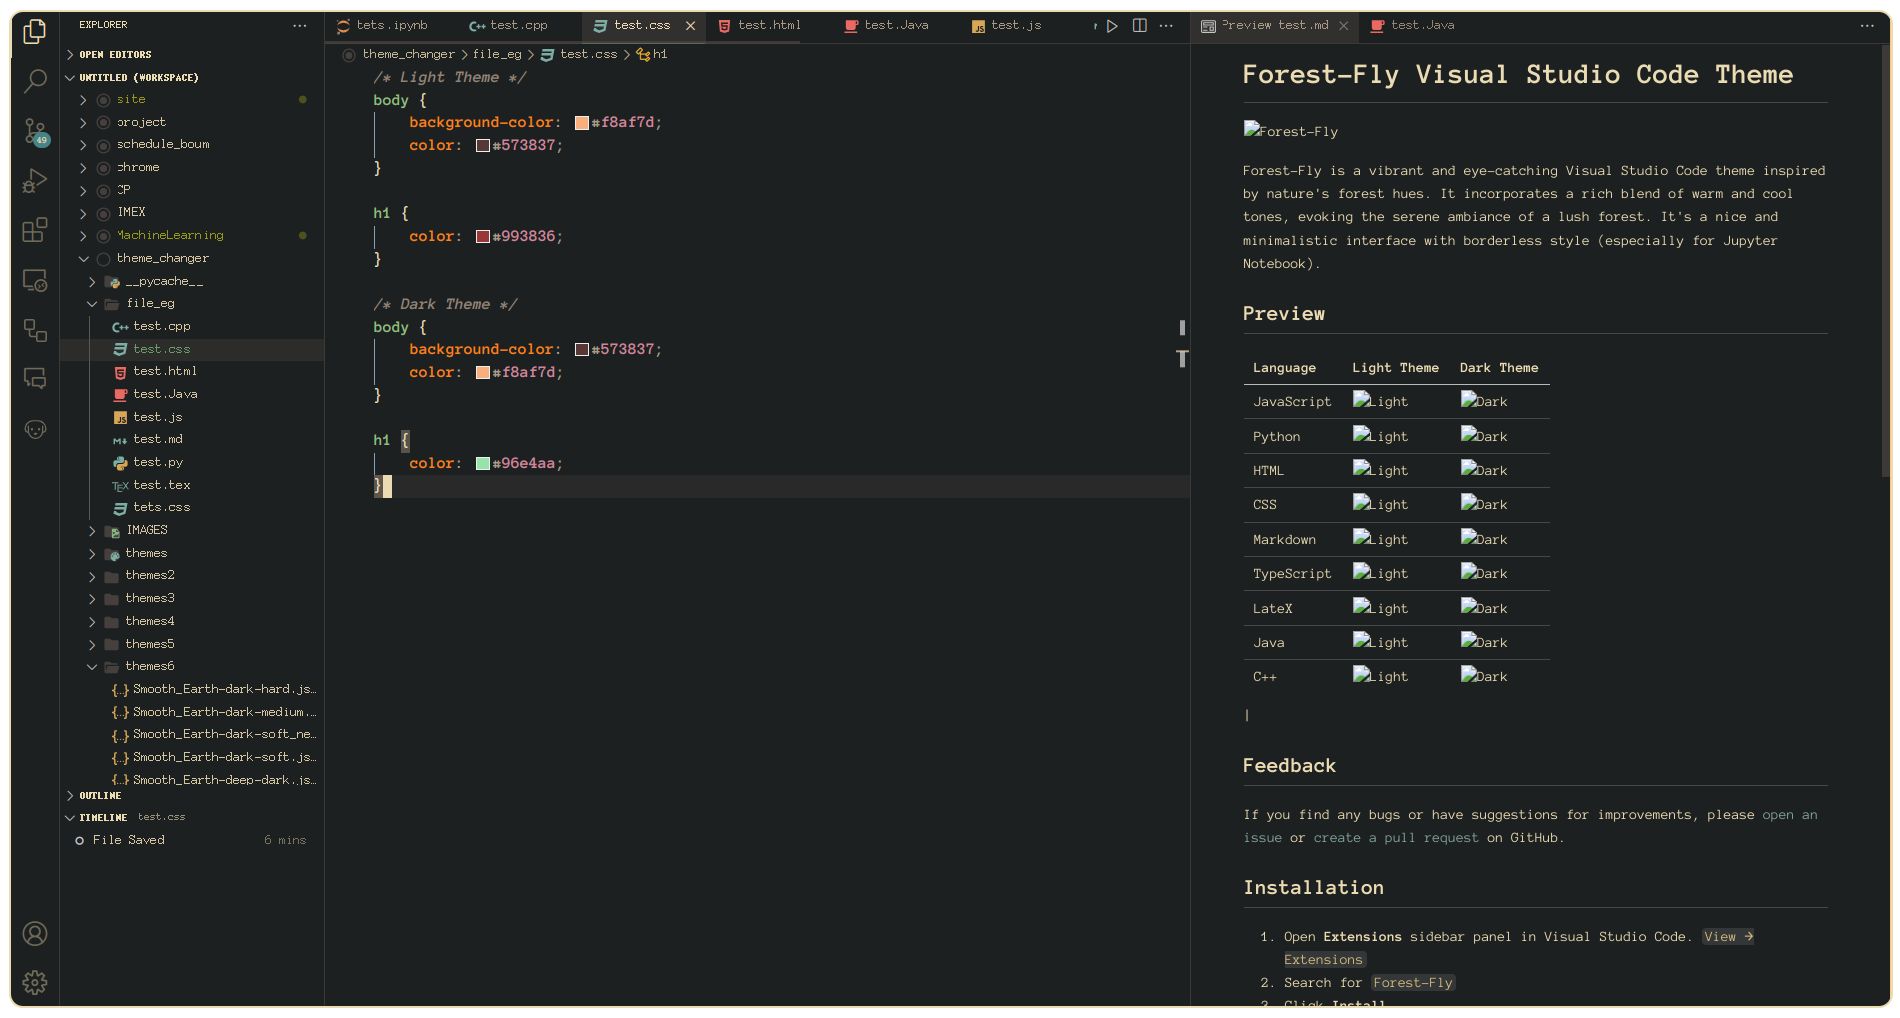 EXPLORER
OPEN EDITORS
UNTITLED (WORKSPACE)
site
project
schedule_boum
chrome
CP
IMEX
MachineLearning
theme_changer
__pycache__
file_eg
test.cpp
test.css
test.html
test.Java
test.js
test.md
test.py
TEX test.tex
tets.css
IMAGES
themes
themes2
themes3
themes4
themes5
themes6
{..} Smooth_Earth-dark-hard.js…
{..} Smooth_Earth-dark-medium.…
{..} Smooth_Earth-dark-soft_ne…
{..} Smooth_Earth-dark-soft.js…
{..} Smooth_Earth-deep-dark.js…
OUTLINE
TIMELINE test.css
File Saved 6 mins
49
tets.ipynb
test.cpp
test.css
test.html
test.Java
test.js
theme_changer > file_eg > test.css > h1
/* Light Theme */
body {
background-color: #f8af7d;
color: #573837;
}
h1 {
color: #993836;
}
/* Dark Theme */
body {
background-color: #573837;
color: #f8af7d;
}
h1 {
color: #96e4aa;
}
Preview test.md
test.Java
Forest-Fly Visual Studio Code Theme
Forest-Fly
Forest-Fly is a vibrant and eye-catching Visual Studio Code theme inspired
by nature's forest hues. It incorporates a rich blend of warm and cool
tones, evoking the serene ambiance of a lush forest. It's a nice and
minimalistic interface with borderless style (especially for Jupyter
Notebook).
Preview
Language Light Theme Dark Theme
JavaScript Light Dark
Python Light Dark
HTML Light Dark
CSS Light Dark
Markdown Light Dark
TypeScript Light Dark
LateX Light Dark
Java Light Dark
C++ Light Dark
|
Feedback
If you find any bugs or have suggestions for improvements, please open an
issue or create a pull request on GitHub.
Installation
1. Open Extensions sidebar panel in Visual Studio Code. View →
Extensions
2. Search for Forest-Fly
3. Click Install